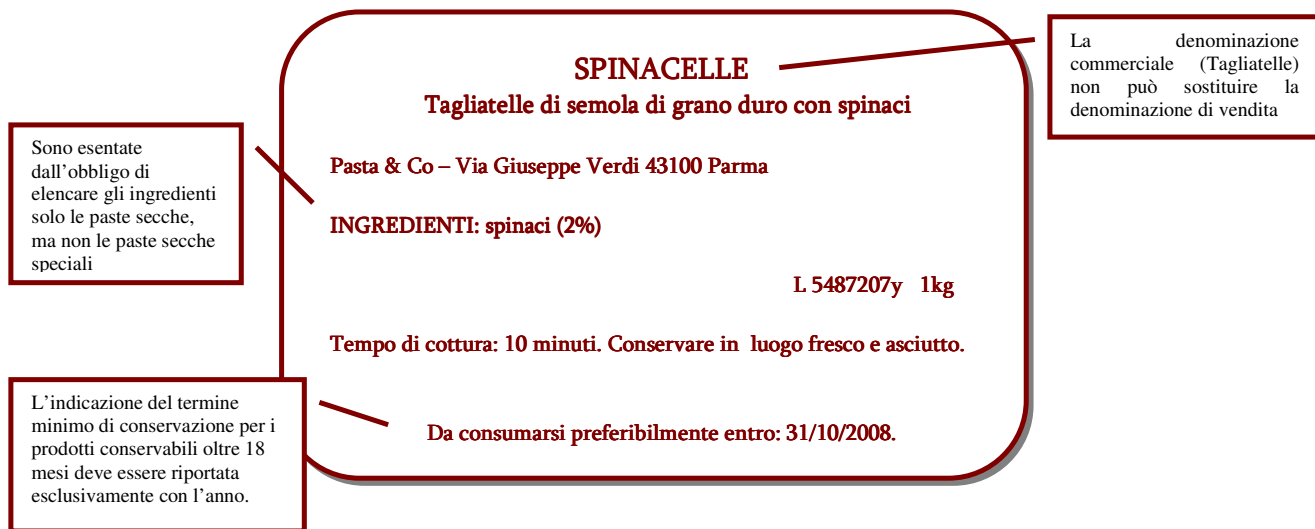 SPINACELLE
Tagliatelle di semola di grano duro con spinaci
La denominazione
commerciale (Tagliatelle)
non può sostituire la
denominazione di vendita
Sono esentate
dall’obbligo di
elencare gli ingredienti
solo le paste secche,
ma non le paste secche
speciali
Pasta & Co – Via Giuseppe Verdi 43100 Parma
INGREDIENTI: spinaci (2%)
L 5487207y 1kg
Tempo di cottura: 10 minuti. Conservare in luogo fresco e asciutto.
L’indicazione del termine
minimo di conservazione per i
prodotti conservabili oltre 18
mesi deve essere riportata
esclusivamente con l’anno.
Da consumarsi preferibilmente entro: 31/10/2008.